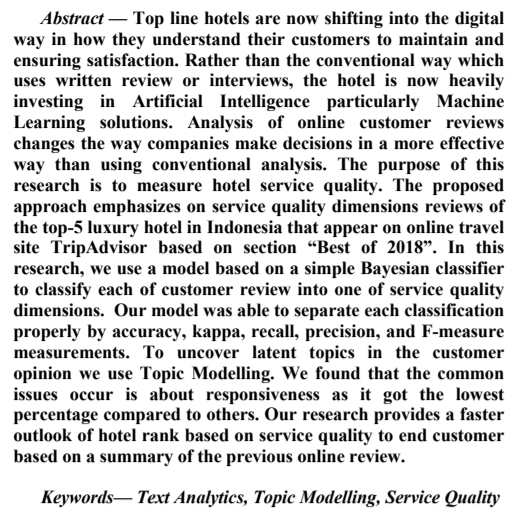 Abstract — Top line hotels are now shifting into the digital
way in how they understand their customers to maintain and
ensuring satisfaction. Rather than the conventional way which
uses written review or interviews, the hotel is now heavily
investing in Artificial Intelligence particularly Machine
Learning solutions. Analysis of online customer reviews
changes the way companies make decisions in a more effective
way than using conventional analysis. The purpose of this
research is to measure hotel service quality. The proposed
approach emphasizes on service quality dimensions reviews of
the top-5 luxury hotel in Indonesia that appear on online travel
site TripAdvisor based on section “Best of 2018”. In this
research, we use a model based on a simple Bayesian classifier
to classify each of customer review into one of service quality
dimensions. Our model was able to separate each classification
properly by accuracy, kappa, recall, precision, and F-measure
measurements. To uncover latent topics in the customer
opinion we use Topic Modelling. We found that the common
issues occur is about responsiveness as it got the lowest
percentage compared to others. Our research provides a faster
outlook of hotel rank based on service quality to end customer
based on a summary of the previous online review.
Keywords— Text Analytics, Topic Modelling, Service Quality